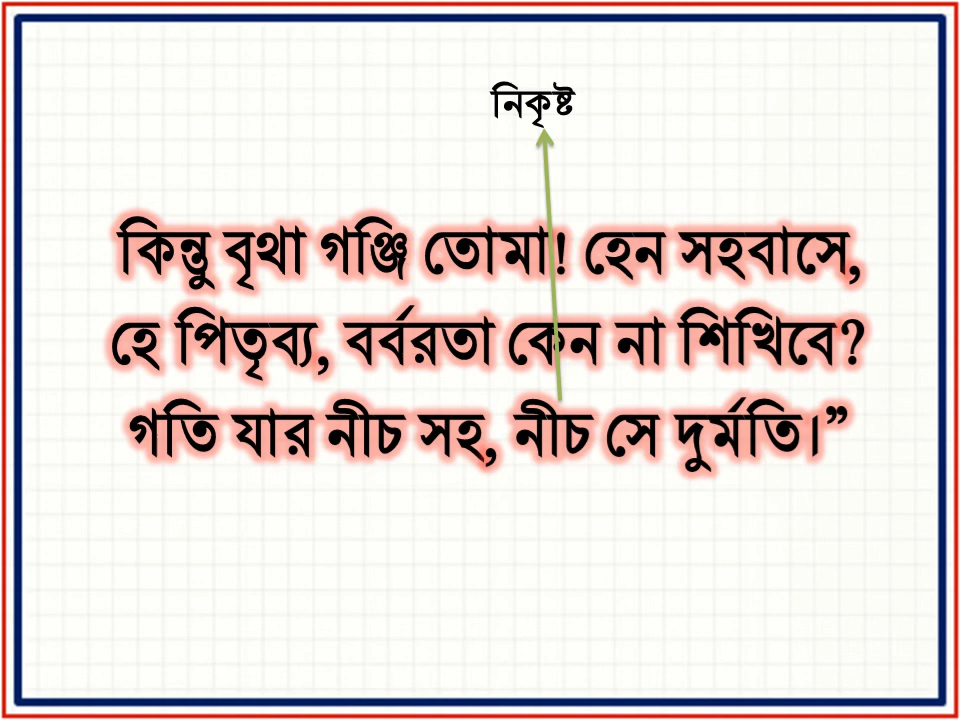 নিকৃষ্ট
কিন্তু বৃথা গঞ্জি তোমা! হেন সহবাসে,
হে পিতৃব্য, বর্বরতা কেন না শিখিবে?
গতি যার নীচ সহ, নীচ সে দুর্মতি।”